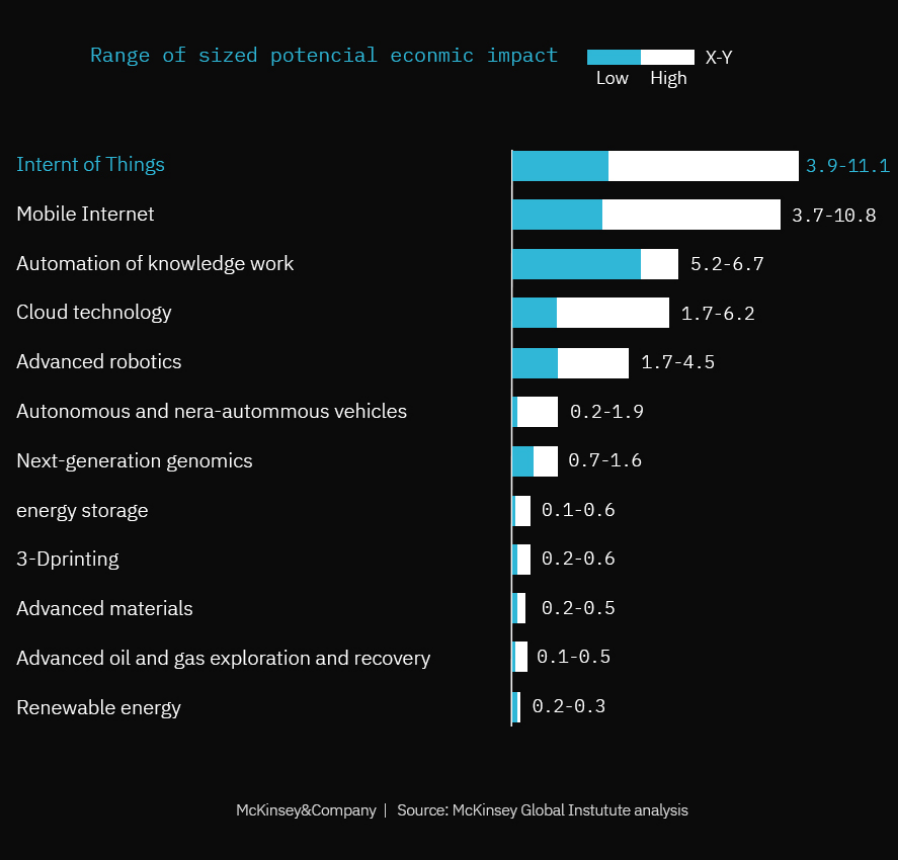 Range of sized potencial econmic impact
X-Y
Low High
Internt of Things 3.9-11.1
Mobile Internet 3.7-10.8
Automation of knowledge work 5.2-6.7
Cloud technology 1.7-6.2
Advanced robotics 1.7-4.5
Autonomous and nera-autommous vehicles 0.2-1.9
Next-generation genomics 0.7-1.6
energy storage 0.1-0.6
3-Dprinting 0.2-0.6
Advanced materials 0.2-0.5
Advanced oil and gas exploration and recovery 0.1-0.5
Renewable energy 0.2-0.3
McKinsey&Company | Source: McKinsey Global Instutute analysis